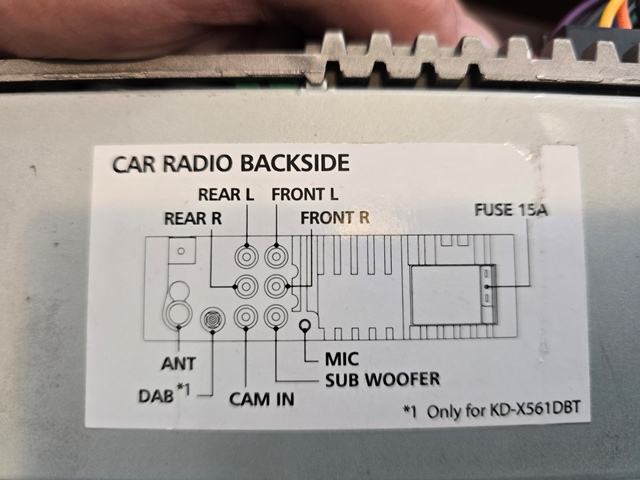 CAR RADIO BACKSIDE
REAR L FRONT L
REAR R FRONT R
FUSE 15A
ANT
MIC
DAB*1
CAM IN
SUB WOOFER
*1 Only for KD-X561DBT